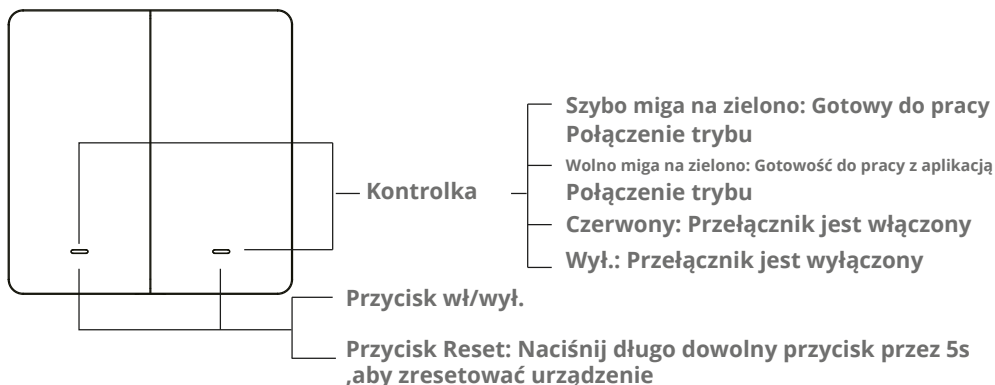 Szybo miga na zielono: Gotowy do pracy
Połączenie trybu
Wolno miga na zielono: Gotowość do pracy z aplikacją
Połączenie trybu
Kontrolka
Czerwony: Przełącznik jest włączony
Wył.: Przełącznik jest wyłączony
Przycisk wł/wył.
Przycisk Reset: Naciśnij długo dowolny przycisk przez 5s
,aby zresetować urządzenie